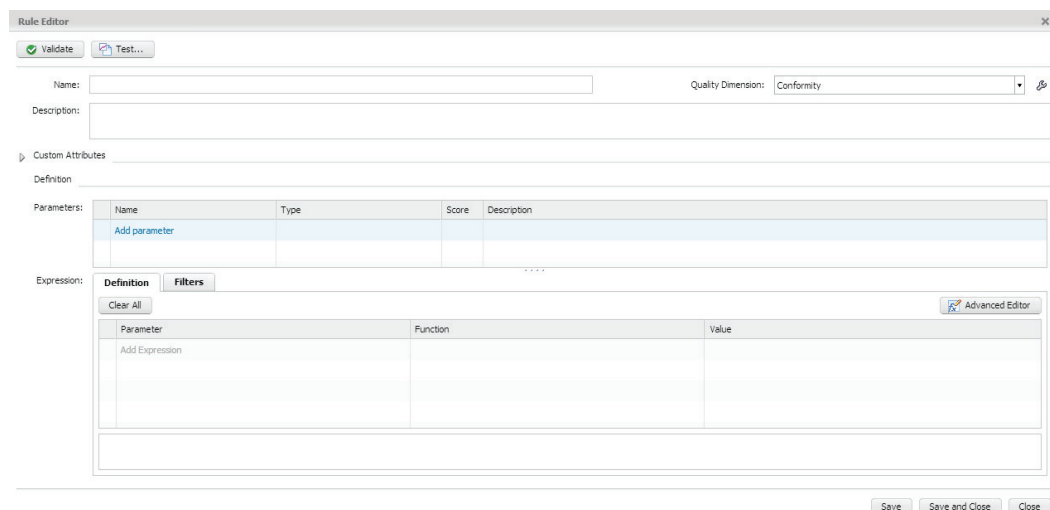 Rule Editor
Validate
Test...
Name:
Quality Dimension: Conformity
Description:
Custom Attributes
Definition
Parameters:
Name Type Score Description
Add parameter
Expression:
Definition Filters
Clear All
Advanced Editor
Parameter Function Value
Add Expression
Save Save and Close Close